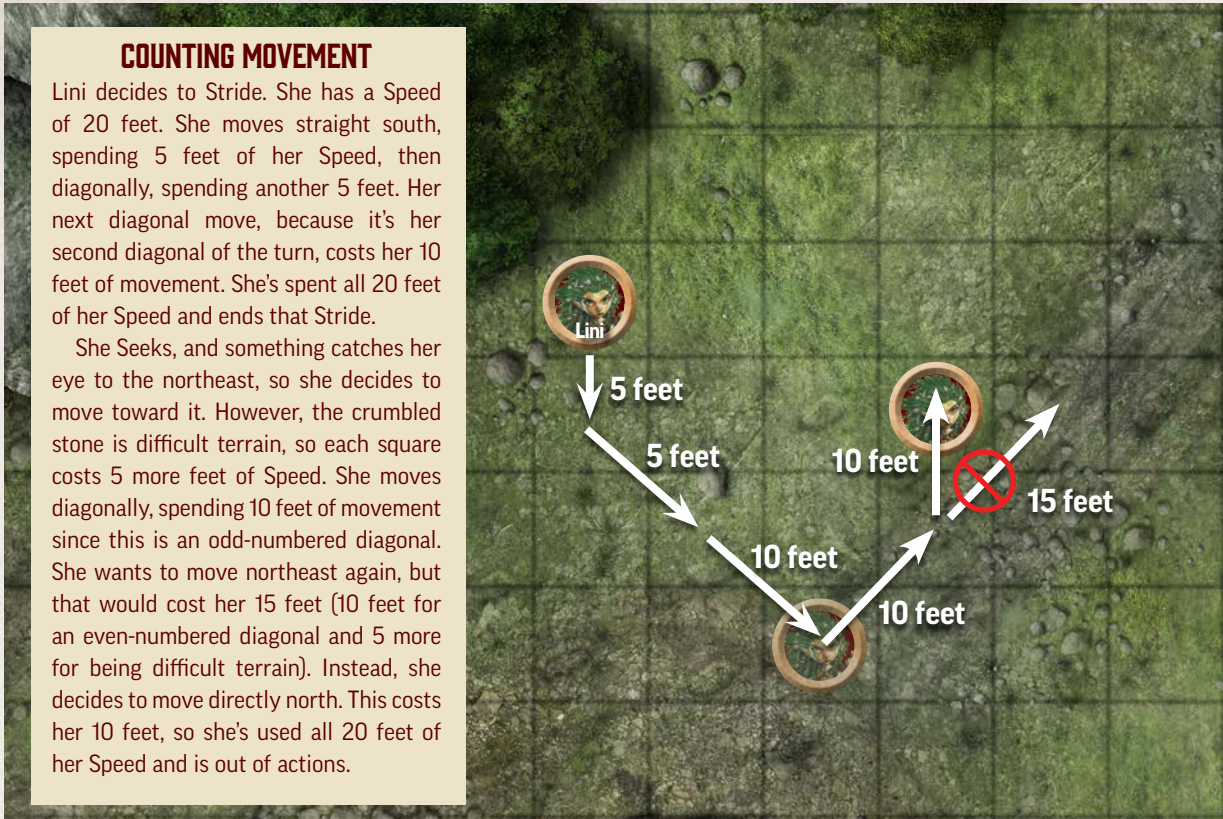 COUNTING MOVEMENT
Lini decides to Stride. She has a Speed
of 20 feet. She moves straight south,
spending 5 feet of her Speed, then
diagonally, spending another 5 feet. Her
next diagonal move, because it's her
second diagonal of the turn, costs her 10
feet of movement. She's spent all 20 feet
of her Speed and ends that Stride.
She Seeks, and something catches her
eye to the northeast, so she decides to
move toward it. However, the crumbled
stone is difficult terrain, so each square
costs 5 more feet of Speed. She moves
diagonally, spending 10 feet of movement
since this is an odd-numbered diagonal.
She wants to move northeast again, but
that would cost her 15 feet (10 feet for
an even-numbered diagonal and 5 more
for being difficult terrain). Instead, she
decides to move directly north. This costs
her 10 feet, so she's used all 20 feet of
her Speed and is out of actions.
Lini
5 feet
5 feet
10 feet
10 feet
10 feet
15 feet